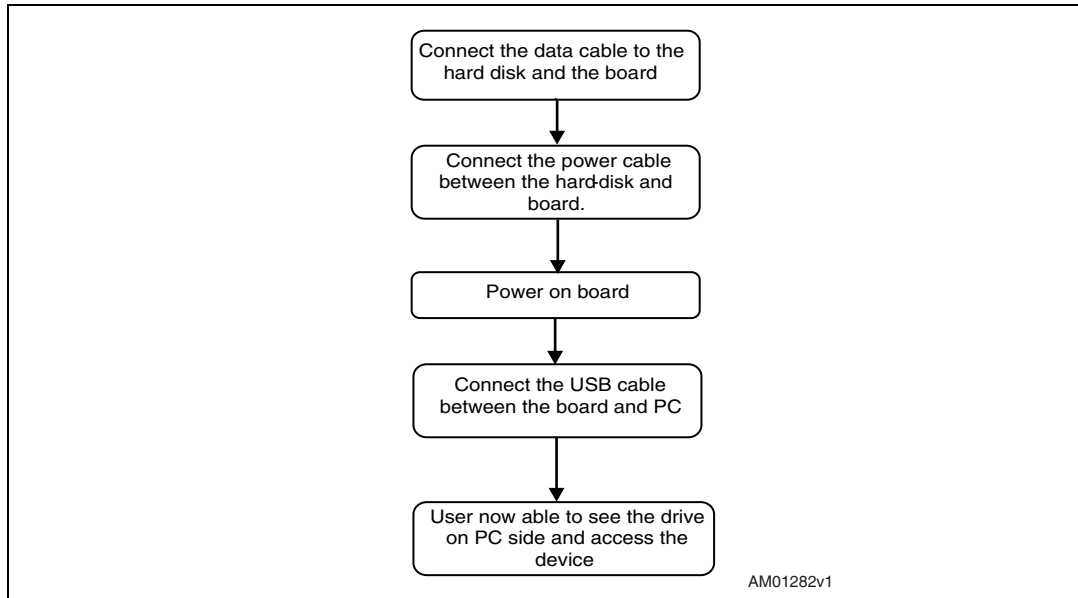 Connect the data cable to the
hard disk and the board
Connect the power cable
between the hard-disk and
board.
Power on board
Connect the USB cable
between the board and PC
User now able to see the drive
on PC side and access the
device
AM01282v1